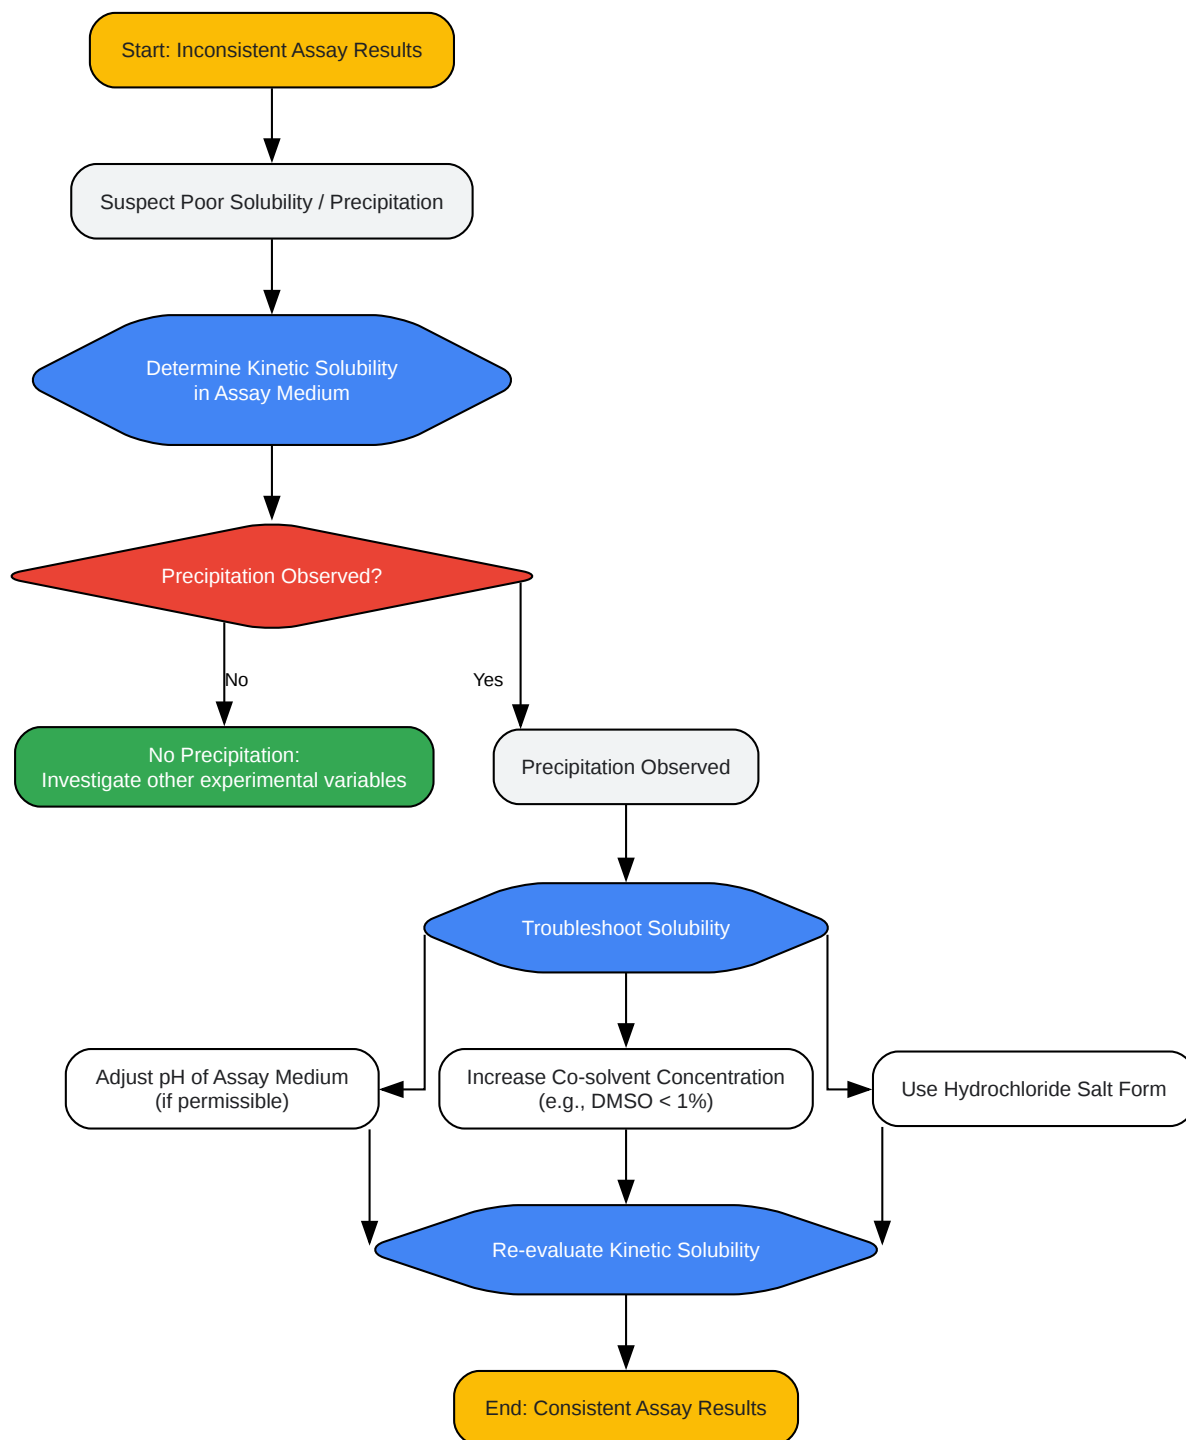 Start: Inconsistent Assay Results
Suspect Poor Solubility / Precipitation
Determine Kinetic Solubility
in Assay Medium
Precipitation Observed?
No
Yes
No Precipitation:
Investigate other experimental variables
Precipitation Observed
Troubleshoot Solubility
Adjust pH of Assay Medium
(if permissible)
Increase Co-solvent Concentration
(e.g., DMSO < 1%)
Use Hydrochloride Salt Form
Re-evaluate Kinetic Solubility
End: Consistent Assay Results